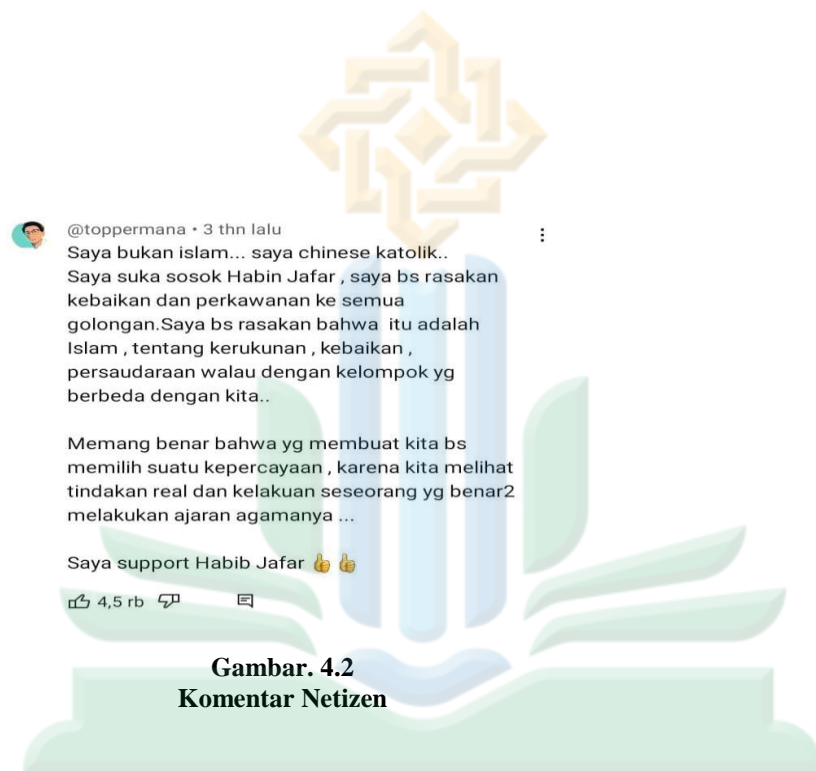 @toppermana • 3 thn lalu
Saya bukan islam... saya chinese katolik..
Saya suka sosok Habin Jafar , saya bs rasakan
kebaikan dan perkawanan ke semua
golongan.Saya bs rasakan bahwa itu adalah
Islam , tentang kerukunan , kebaikan ,
persaudaraan walau dengan kelompok yg
berbeda dengan kita..
Memang benar bahwa yg membuat kita bs
memilih suatu kepercayaan , karena kita melihat
tindakan real dan kelakuan seseorang yg benar2
melakukan ajaran agamanya ...
Saya support Habib Jafar 👍 👍
4,5 rb
Gambar. 4.2
Komentar Netizen